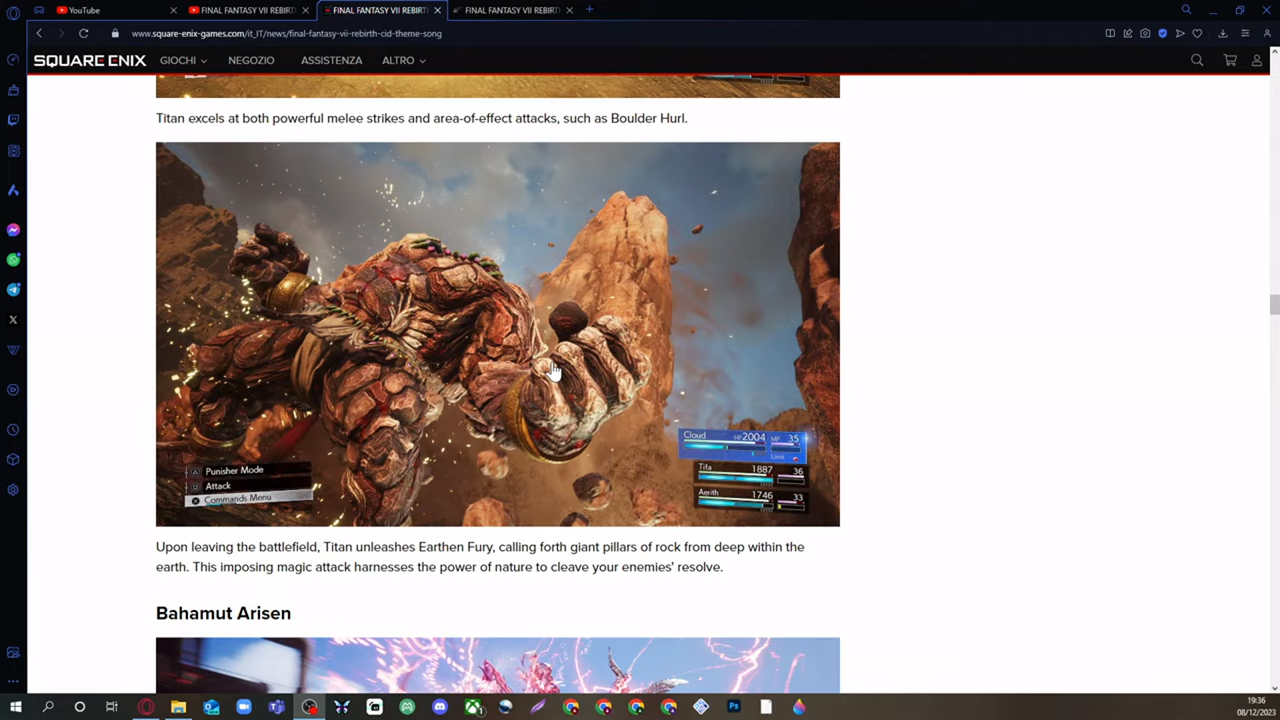 YouTube
FINAL FANTASY VII REBIRT
FINAL FANTASY VII REBIRT
FINAL FANTASY VII REBIRT
www.square-enix-games.com/it_IT/news/final-fantasy-vii-rebirth-cid-theme-song
SQUARE ENIX GIOCHI NEGOZIO ASSISTENZA ALTRO
Titan excels at both powerful melee strikes and area-of-effect attacks, such as Boulder Hurl.
Cloud HP 2004 MP 35
Limit
Tifa 1887 36
Aerith 1746 33
Punisher Mode
Attack
Commands Menu
Upon leaving the battlefield, Titan unleashes Earthen Fury, calling forth giant pillars of rock from deep within the
earth. This imposing magic attack harnesses the power of nature to cleave your enemies' resolve.
Bahamut Arisen
19:36
08/12/2023